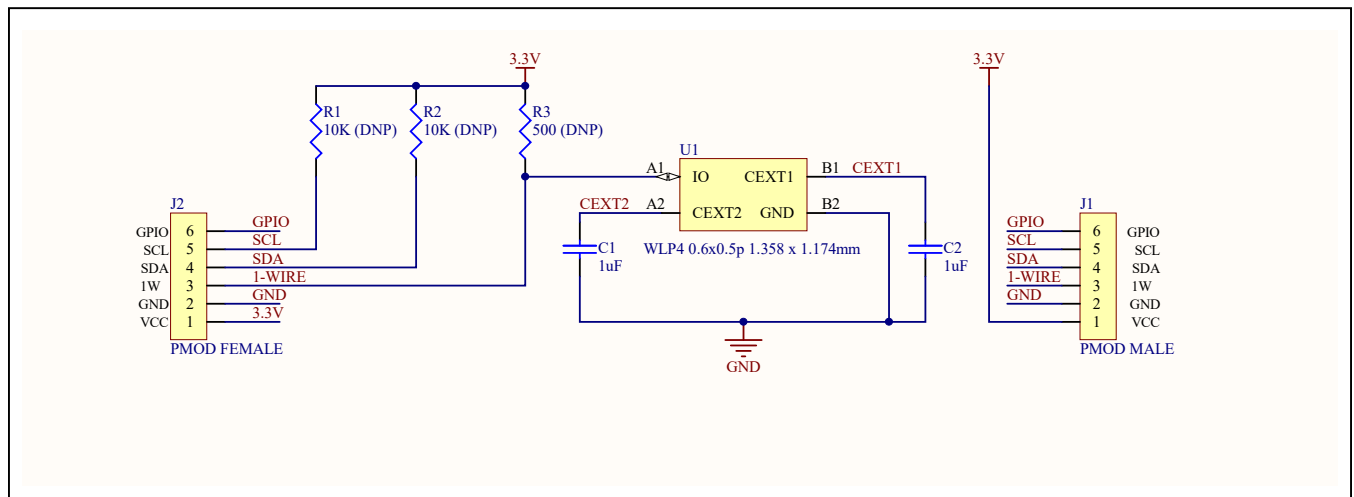 3.3V
3.3V
R1
10K (DNP)
R2
10K (DNP)
R3
500 (DNP)
U1
A1 IO CEXT1 B1 CEXT1
CEXT2 A2 CEXT2 GND B2
WLP4 0.6x0.5p 1.358 x 1.174mm
C1
1uF
C2
1uF
GND
J2
GPIO 6 GPIO
SCL 5 SCL
SDA 4 SDA
1W 3 1-WIRE
GND 2 GND
VCC 1 3.3V
PMOD FEMALE
J1
GPIO 6 GPIO
SCL 5 SCL
SDA 4 SDA
1-WIRE 3 1W
GND 2 GND
1 VCC
PMOD MALE